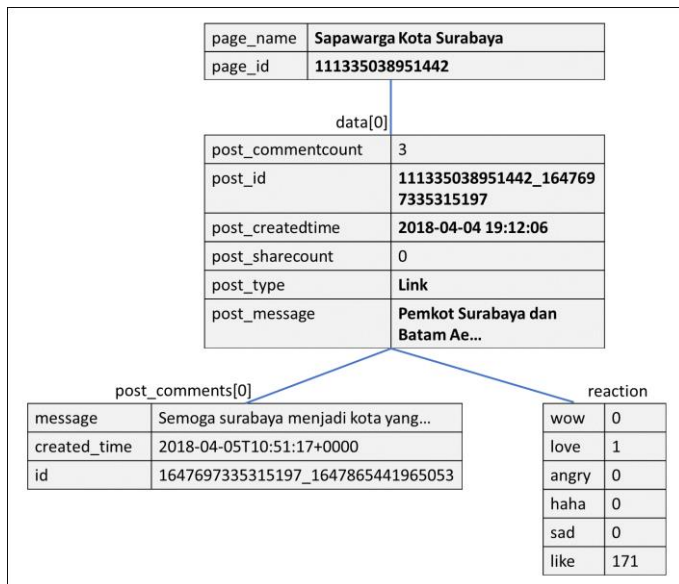 page_name Sapawarga Kota Surabaya
page_id 111335038951442
data[0]
post_commentcount 3
post_id 111335038951442_164769
7335315197
post_createdtime 2018-04-04 19:12:06
post_sharecount 0
post_type Link
post_message Pemkot Surabaya dan
Batam Ae...
post_comments[0]
message Semoga surabaya menjadi kota yang...
created_time 2018-04-05T10:51:17+0000
id 1647697335315197_1647865441965053
reaction
wow 0
love 1
angry 0
haha 0
sad 0
like 171